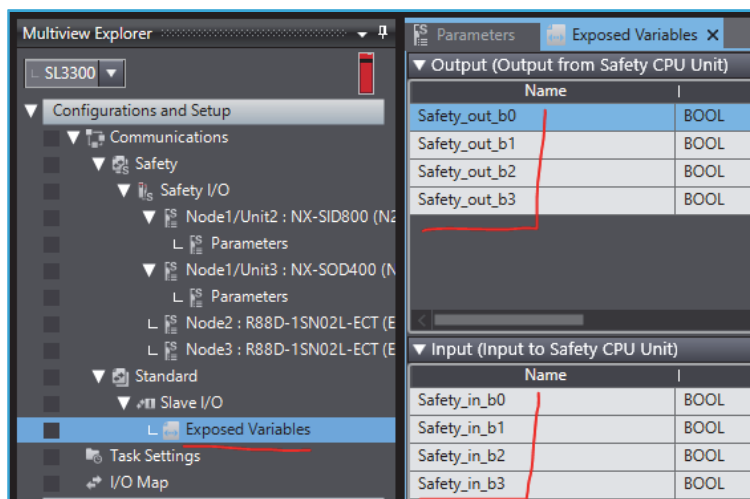 Multiview Explorer
SL3300
Configurations and Setup
Communications
Safety
Safety I/O
Node1/Unit2 : NX-SID800 (N2
Parameters
Node1/Unit3 : NX-SOD400 (N
Parameters
Node2 : R88D-1SN02L-ECT (E
Node3 : R88D-1SN02L-ECT (E
Standard
Slave I/O
Exposed Variables
Task Settings
I/O Map
Parameters
Exposed Variables
Output (Output from Safety CPU Unit)
Name
Safety_out_b0 BOOL
Safety_out_b1 BOOL
Safety_out_b2 BOOL
Safety_out_b3 BOOL
Input (Input to Safety CPU Unit)
Name
Safety_in_b0 BOOL
Safety_in_b1 BOOL
Safety_in_b2 BOOL
Safety_in_b3 BOOL